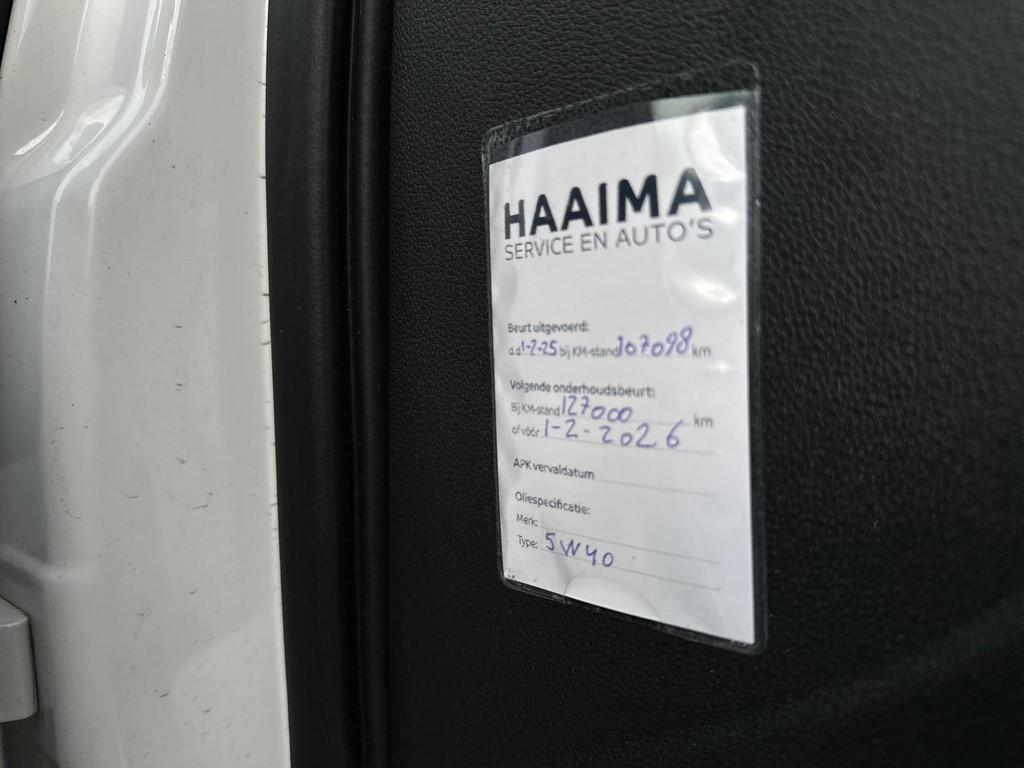 HAAIMA
SERVICE EN AUTO'S
Beurt uitgevoerd:
d.d 1-2-25 bij KM-stand 107098 km
Volgende onderhoudsbeurt:
Bij KM-stand 127000 km
of vóór 1-2-2026
APK vervaldatum
Oliespecificatie:
Merk:
Type: 5W40